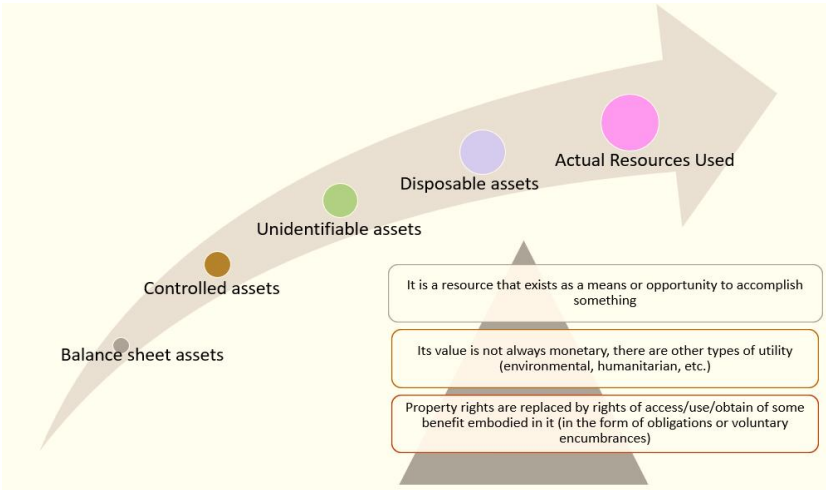 Actual Resources Used
Disposable assets
Unidentifiable assets
Controlled assets
Balance sheet assets
It is a resource that exists as a means or opportunity to accomplish
something
Its value is not always monetary, there are other types of utility
(environmental, humanitarian, etc.)
Property rights are replaced by rights of access/use/obtain of some
benefit embodied in it (in the form of obligations or voluntary
encumbrances)